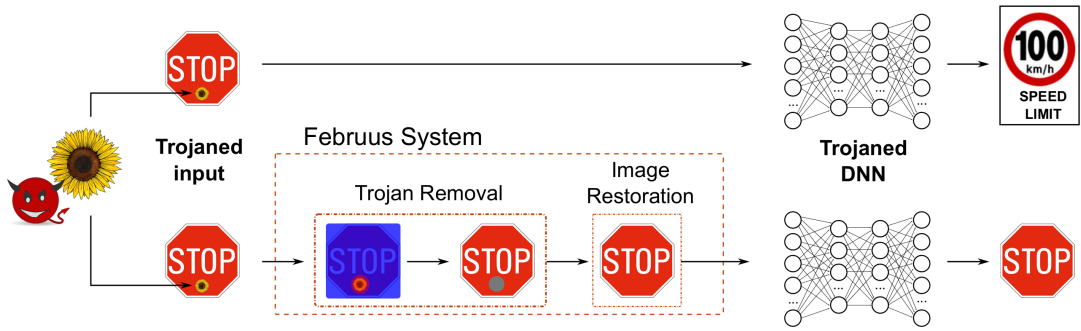 STOP
100
km/h
SPEED
LIMIT
Trojaned
input
Trojaned
DNN
...
...
Februus System
Trojan Removal
Image
Restoration
STOP
STOP
STOP
STOP
STOP
...
...